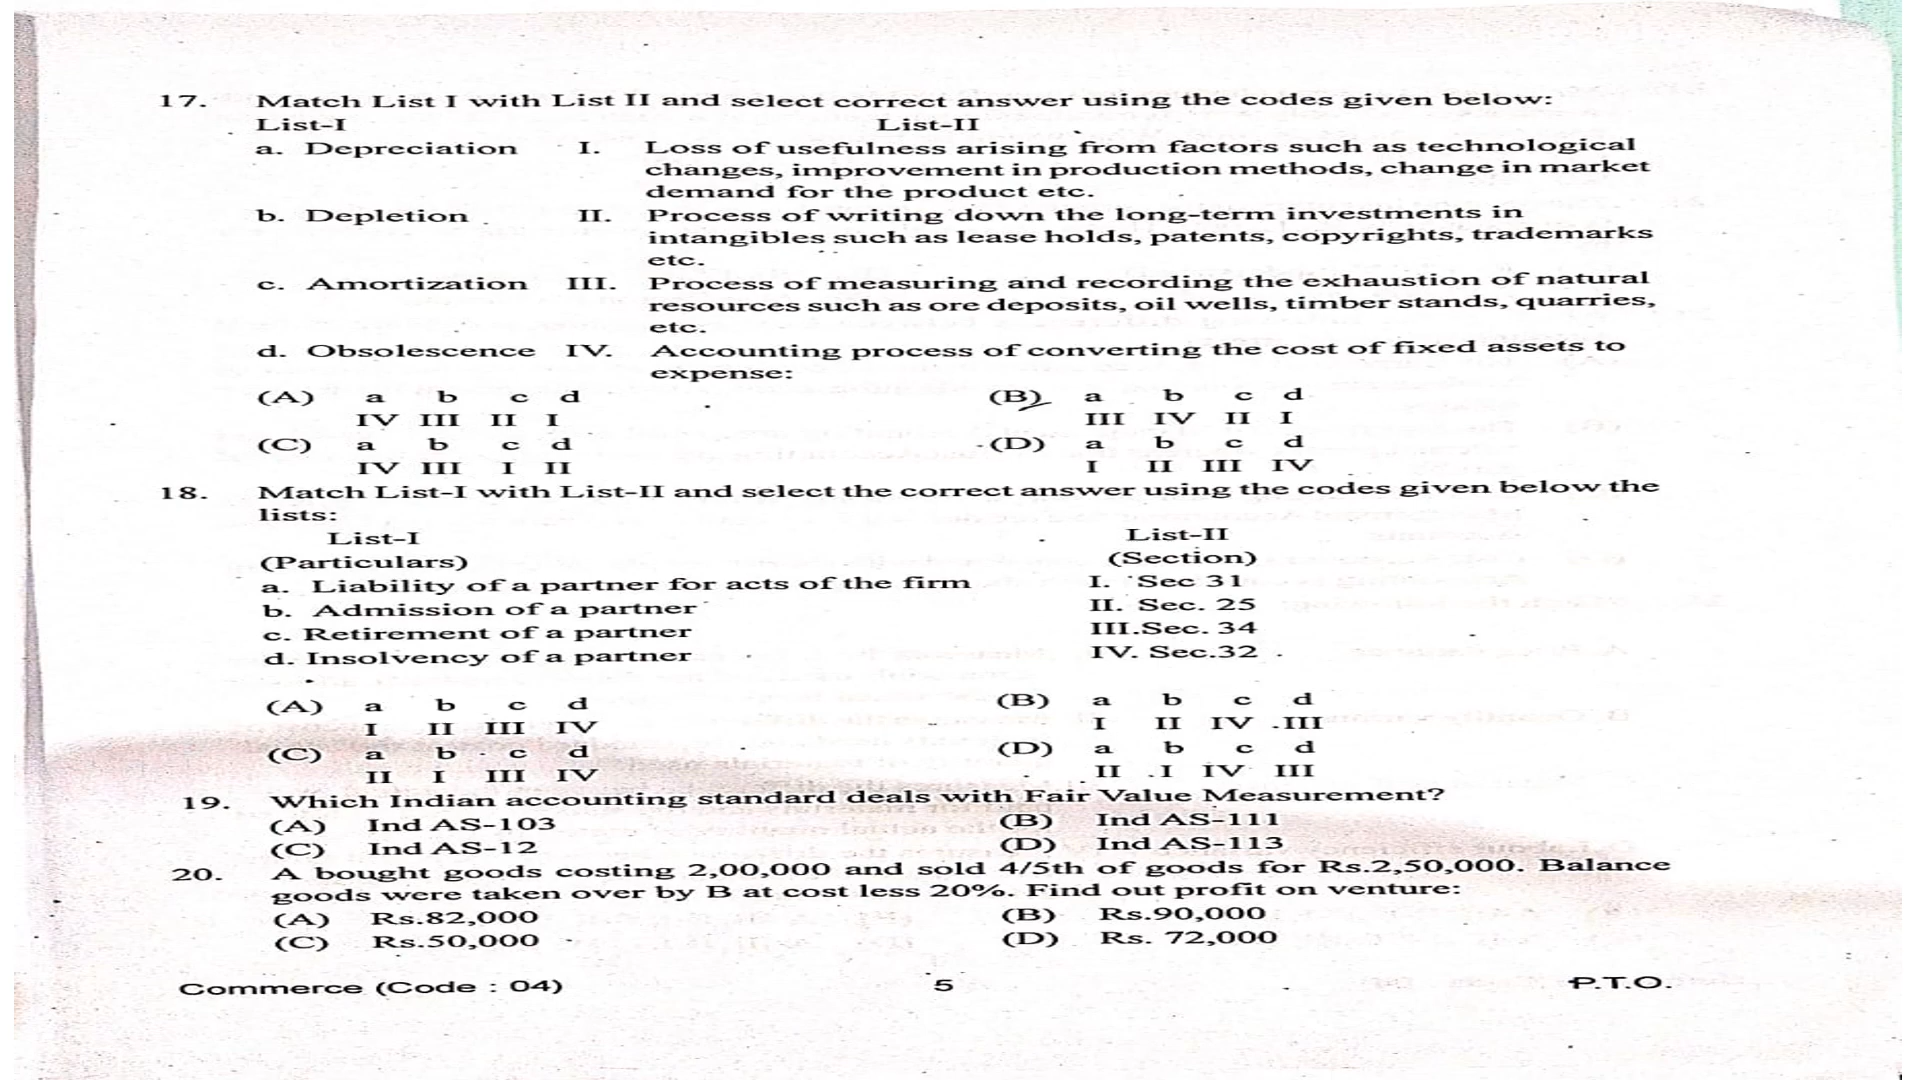 17. Match List I with List II and select correct answer using the codes given below:
List-I List-II
a. Depreciation I. Loss of usefulness arising from factors such as technological
changes, improvement in production methods, change in market
demand for the product etc.
b. Depletion II. Process of writing down the long-term investments in
intangibles such as lease holds, patents, copyrights, trademarks
etc.
c. Amortization III. Process of measuring and recording the exhaustion of natural
resources such as ore deposits, oil wells, timber stands, quarries,
etc.
d. Obsolescence IV. Accounting process of converting the cost of fixed assets to
expense:
(A) a b c d (B) a b c d
IV III II I III IV II I
(C) a b c d (D) a b c d
IV III I II I II III IV
18. Match List-I with List-II and select the correct answer using the codes given below the
lists:
List-I List-II
(Particulars) (Section)
a. Liability of a partner for acts of the firm I. Sec 31
b. Admission of a partner II. Sec. 25
c. Retirement of a partner III.Sec. 34
d. Insolvency of a partner IV. Sec.32
(A) a b c d (B) a b c d
I II III IV I II IV III
(C) a b c d (D) a b c d
II I III IV II I IV III
19. Which Indian accounting standard deals with Fair Value Measurement?
(A) Ind AS-103 (B) Ind AS-111
(C) Ind AS-12 (D) Ind AS-113
20. A bought goods costing 2,00,000 and sold 4/5th of goods for Rs.2,50,000. Balance
goods were taken over by B at cost less 20%. Find out profit on venture:
(A) Rs.82,000 (B) Rs.90,000
(C) Rs.50,000 (D) Rs. 72,000
Commerce (Code : 04) 5 P.T.O.